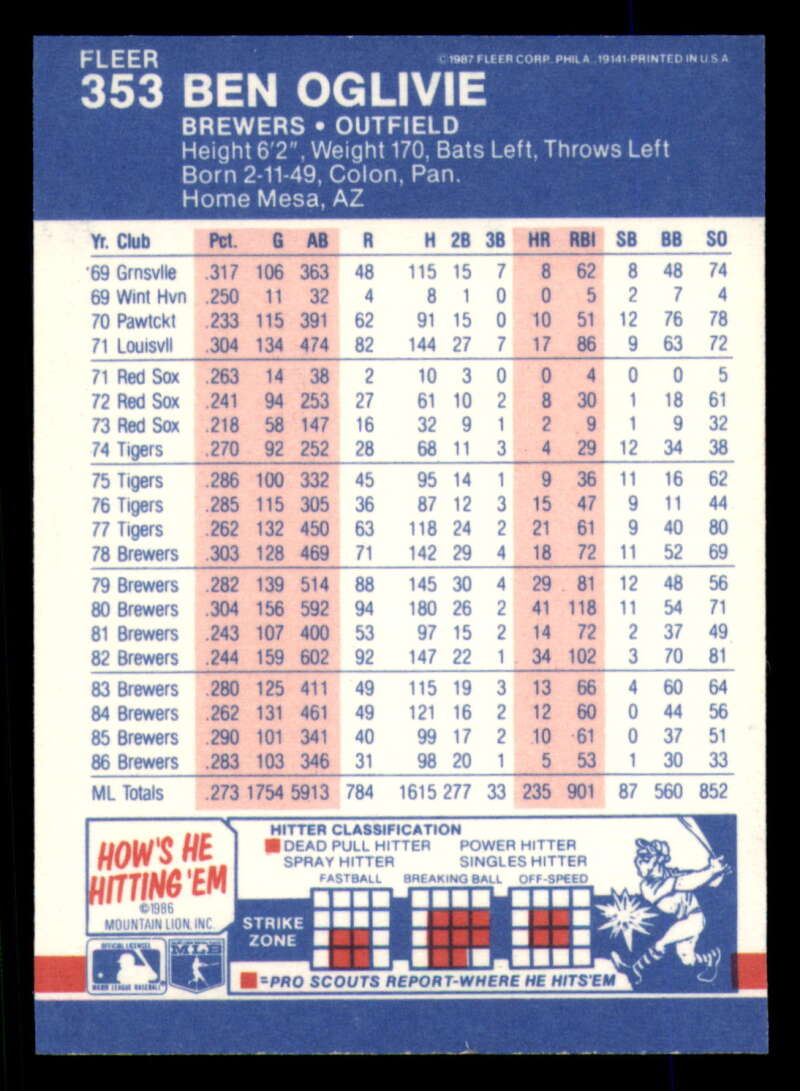 FLEER
©1987 FLEER CORP. PHILA. 19141-PRINTED IN U.S.A.
353 BEN OGLIVIE
BREWERS • OUTFIELD
Height 6'2", Weight 170, Bats Left, Throws Left
Born 2-11-49, Colon, Pan.
Home Mesa, AZ
Yr. Club Pct. G AB R H 2B 3B HR RBI SB BB SO
'69 Grnsvlle .317 106 363 48 115 15 7 8 62 8 48 74
69 Wint Hvn .250 11 32 4 8 1 0 0 5 2 7 4
70 Pawtckt .233 115 391 62 91 15 0 10 51 12 76 78
71 Louisvll .304 134 474 82 144 27 7 17 86 9 63 72
71 Red Sox .263 14 38 2 10 3 0 0 4 0 0 5
72 Red Sox .241 94 253 27 61 10 2 8 30 1 18 61
73 Red Sox .218 58 147 16 32 9 1 2 9 1 9 32
74 Tigers .270 92 252 28 68 11 3 4 29 12 34 38
75 Tigers .286 100 332 45 95 14 1 9 36 11 16 62
76 Tigers .285 115 305 36 87 12 3 15 47 9 11 44
77 Tigers .262 132 450 63 118 24 2 21 61 9 40 80
78 Brewers .303 128 469 71 142 29 4 18 72 11 52 69
79 Brewers .282 139 514 88 145 30 4 29 81 12 48 56
80 Brewers .304 156 592 94 180 26 2 41 118 11 54 71
81 Brewers .243 107 400 53 97 15 2 14 72 2 37 49
82 Brewers .244 159 602 92 147 22 1 34 102 3 70 81
83 Brewers .280 125 411 49 115 19 3 13 66 4 60 64
84 Brewers .262 131 461 49 121 16 2 12 60 0 44 56
85 Brewers .290 101 341 40 99 17 2 10 61 0 37 51
86 Brewers .283 103 346 31 98 20 1 5 53 1 30 33
ML Totals .273 1754 5913 784 1615 277 33 235 901 87 560 852
HOW'S HE
HITTING 'EM
©1986
MOUNTAIN LION, INC.
OFFICIAL LICENSEE
MAJOR LEAGUE BASEBALL
MLB
HITTER CLASSIFICATION
DEAD PULL HITTER POWER HITTER
SPRAY HITTER SINGLES HITTER
FASTBALL BREAKING BALL OFF-SPEED
STRIKE
ZONE
=PRO SCOUTS REPORT-WHERE HE HITS'EM